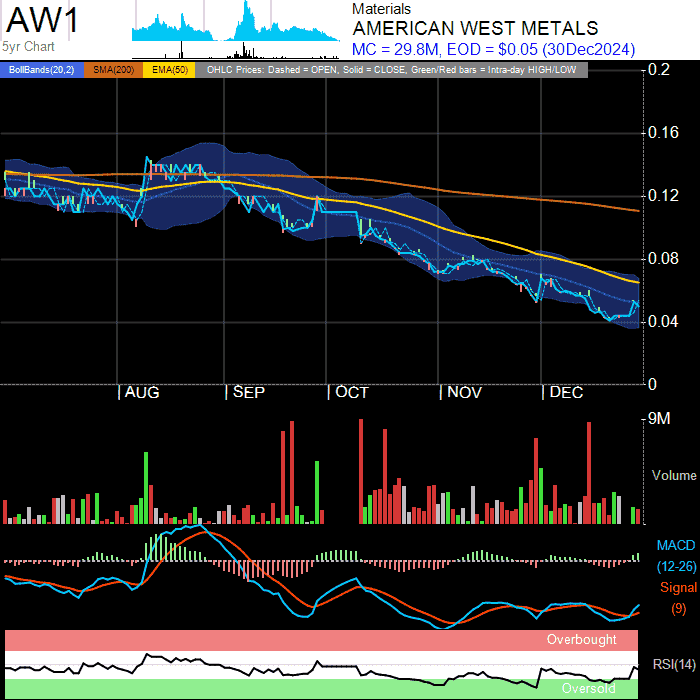 AW1
5yr Chart
Materials
AMERICAN WEST METALS
MC = 29.8M, EOD = $0.05 (30Dec2024)
BollBands(20,2) SMA(200) EMA(50) OHLC Prices: Dashed = OPEN, Solid = CLOSE, Green/Red bars = Intra-day HIGH/LOW
0.2
0.16
0.12
0.08
0.04
0
| AUG | SEP | OCT | NOV | DEC
9M
Volume
MACD
(12-26)
Signal
(9)
Overbought
RSI(14)
Oversold